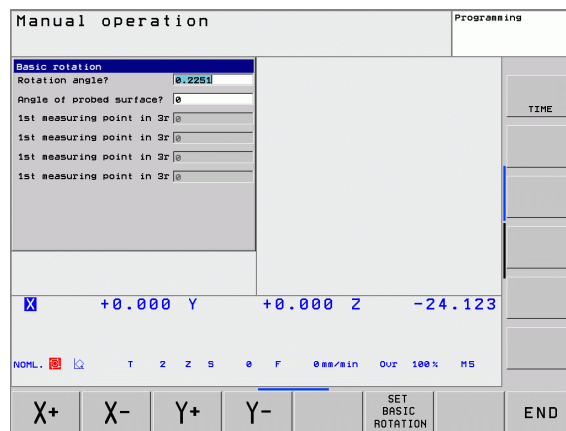 Manual operation
Programming
Basic rotation
Rotation angle? 0.2251
Angle of probed surface? 0
1st measuring point in 3r 0
1st measuring point in 3r 0
1st measuring point in 3r 0
1st measuring point in 3r 0
TIME
X +0.000 Y +0.000 Z -24.123
NOML. T 2 Z S 0 F 0mm/min Ovr 100% M5
X+ X- Y+ Y- SET BASIC ROTATION END